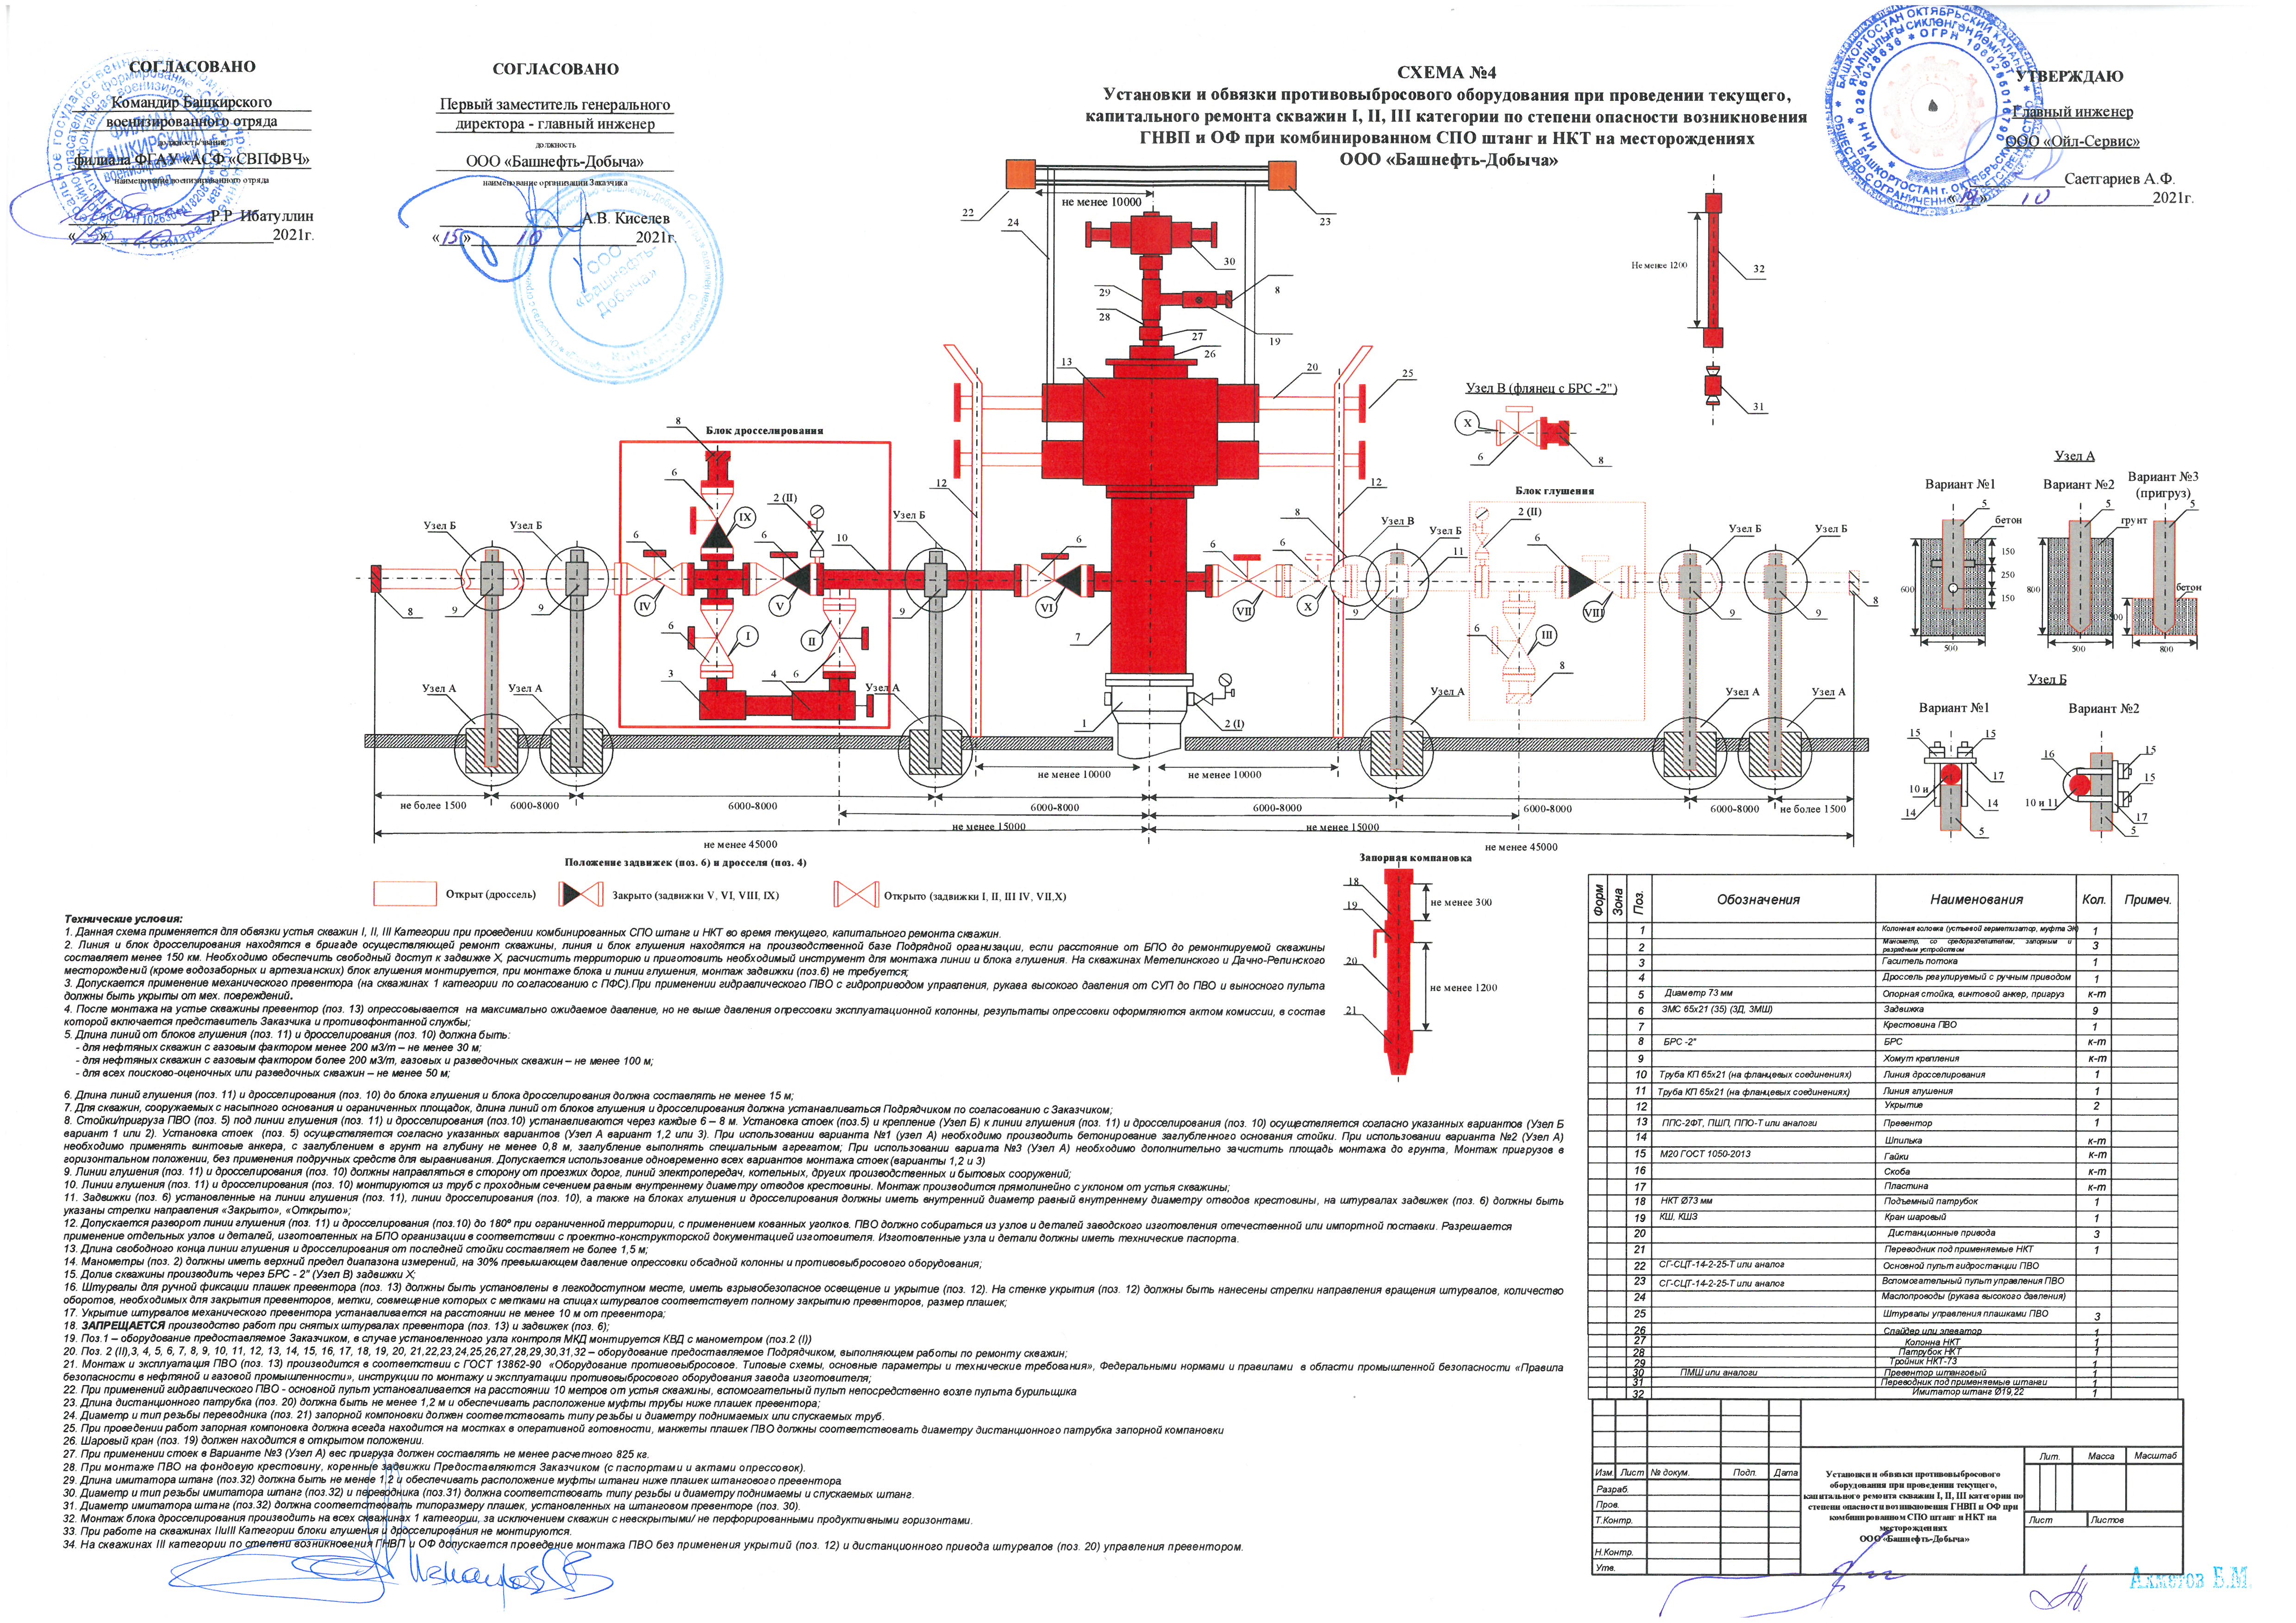 СОГЛАСОВАНО
Командир Башкирского
военизированного отряда
должность/звание
филиала ФГАУ «АСФ «СВПФВЧ»
наименование военизированного отряда
Р.Р. Ибатуллин
«15» 10 2021г.
СОГЛАСОВАНО
Первый заместитель генерального
директора - главный инженер
должность
ООО «Башнефть-Добыча»
наименование организации Заказчика
А.В. Киселев
«15» 10 2021г.
ООО
«Башнефть-
Добыча»
СХЕМА №4
Установки и обвязки противовыбросового оборудования при проведении текущего,
капитального ремонта скважин I, II, III категории по степени опасности возникновения
ГНВП и ОФ при комбинированном СПО штанг и НКТ на месторождениях
ООО «Башнефть-Добыча»
УТВЕРЖДАЮ
Главный инженер
ООО «Ойл-Сервис»
Саетгариев А.Ф.
«19» 10 2021г.
22
24
не менее 10000
23
30
29
8
28
27
19
26
13
20
25
Не менее 1200
32
31
Узел В (флянец с БРС -2")
X
6
8
Блок дросселирования
8
6
2 (II)
IX
6
10
6
Узел Б
Узел Б
Узел Б
12
12
6
6
6
8
Узел В
Узел Б
11
Блок глушения
2 (II)
6
Узел Б
Узел Б
8
9
9
IV
V
9
VI
VII
X
9
VIII
9
9
8
6
I
II
7
6
III
3
4
6
8
Узел А
Узел А
Узел А
1
2 (I)
Узел А
Узел А
Узел А
не менее 10000
не менее 10000
не более 1500
6000-8000
6000-8000
6000-8000
6000-8000
6000-8000
6000-8000
не более 1500
не менее 15000
не менее 15000
не менее 45000
не менее 45000
Узел А
Вариант №1
Вариант №2
Вариант №3
(пригруз)
5
5
5
бетон
грунт
бетон
150
250
150
600
800
500
500
800
Узел Б
Вариант №1
Вариант №2
15
15
17
10 и
14
14
5
16
15
15
10 и 11
17
5
Положение задвижек (поз. 6) и дросселя (поз. 4)
Открыт (дроссель)
Закрыто (задвижки V, VI, VIII, IX)
Открыто (задвижки I, II, III IV, VII,X)
Запорная компановка
18
не менее 300
19
20
не менее 1200
21
Технические условия:
1. Данная схема применяется для обвязки устья скважин I, II, III Категории при проведении комбинированных СПО штанг и НКТ во время текущего, капитального ремонта скважин.
2. Линия и блок дросселирования находятся в бригаде осуществляющей ремонт скважины, линия и блок глушения находятся на производственной базе Подрядной организации, если расстояние от БПО до ремонтируемой скважины
составляет менее 150 км. Необходимо обеспечить свободный доступ к задвижке X, расчистить территорию и приготовить необходимый инструмент для монтажа линии и блока глушения. На скважинах Метелинского и Дачно-Репинского
месторождений (кроме водозаборных и артезианских) блок глушения монтируется, при монтаже блока и линии глушения, монтаж задвижки (поз.6) не требуется;
3. Допускается применение механического превентора (на скважинах 1 категории по согласованию с ПФС).При применении гидравлического ПВО с гидроприводом управления, рукава высокого давления от СУП до ПВО и выносного пульта
должны быть укрыты от мех. повреждений.
4. После монтажа на устье скважины превентор (поз. 13) опрессовывается на максимально ожидаемое давление, но не выше давления опрессовки эксплуатационной колонны, результаты опрессовки оформляются актом комиссии, в состав
которой включается представитель Заказчика и противофонтанной службы;
5. Длина линий от блоков глушения (поз. 11) и дросселирования (поз. 10) должна быть:
- для нефтяных скважин с газовым фактором менее 200 м3/т – не менее 30 м;
- для нефтяных скважин с газовым фактором более 200 м3/т, газовых и разведочных скважин – не менее 100 м;
- для всех поисково-оценочных или разведочных скважин – не менее 50 м;
6. Длина линий глушения (поз. 11) и дросселирования (поз. 10) до блока глушения и блока дросселирования должна составлять не менее 15 м;
7. Для скважин, сооружаемых с насыпного основания и ограниченных площадок, длина линий от блоков глушения и дросселирования должна устанавливаться Подрядчиком по согласованию с Заказчиком;
8. Стойки/пригруза ПВО (поз. 5) под линии глушения (поз. 11) и дросселирования (поз.10) устанавливаются через каждые 6 – 8 м. Установка стоек (поз.5) и крепление (Узел Б) к линии глушения (поз. 11) и дросселирования (поз. 10) осуществляется согласно указанных вариантов (Узел Б
вариант 1 или 2). Установка стоек (поз. 5) осуществляется согласно указанных вариантов (Узел А вариант 1,2 или 3). При использовании варианта №1 (узел А) необходимо производить бетонирование заглубленного основания стойки. При использовании варианта №2 (Узел А)
необходимо применять винтовые анкера, с заглублением в грунт на глубину не менее 0,8 м, заглубление выполнять специальным агрегатом; При использовании вариата №3 (Узел А) необходимо дополнительно зачистить площадь монтажа до грунта, Монтаж пригрузов в
горизонтальном положении, без применения подручных средств для выравнивания. Допускается использование одновременно всех вариантов монтажа стоек (варианты 1,2 и 3)
9. Линии глушения (поз. 11) и дросселирования (поз. 10) должны направляться в сторону от проезжих дорог, линий электропередач, котельных, других производственных и бытовых сооружений;
10. Линии глушения (поз. 11) и дросселирования (поз. 10) монтируются из труб с проходным сечением равным внутреннему диаметру отводов крестовины. Монтаж производится прямолинейно с уклоном от устья скважины;
11. Задвижки (поз. 6) установленные на линии глушения (поз. 11), линии дросселирования (поз. 10), а также на блоках глушения и дросселирования должны иметь внутренний диаметр равный внутреннему диаметру отводов крестовины, на штурвалах задвижек (поз. 6) должны быть
указаны стрелки направления «Закрыто», «Открыто»;
12. Допускается разворот линии глушения (поз. 11) и дросселирования (поз.10) до 180º при ограниченной территории, с применением кованных уголков. ПВО должно собираться из узлов и деталей заводского изготовления отечественной или импортной поставки. Разрешается
применение отдельных узлов и деталей, изготовленных на БПО организации в соответствии с проектно-конструкторской документацией изготовителя. Изготовленные узла и детали должны иметь технические паспорта.
13. Длина свободного конца линии глушения и дросселирования от последней стойки составляет не более 1,5 м;
14. Манометры (поз. 2) должны иметь верхний предел диапазона измерений, на 30% превышающем давление опрессовки обсадной колонны и противовыбросового оборудования;
15. Долив скважины производить через БРС - 2" (Узел В) задвижки X;
16. Штурвалы для ручной фиксации плашек превентора (поз. 13) должны быть установлены в легкодоступном месте, иметь взрывобезопасное освещение и укрытие (поз. 12). На стенке укрытия (поз. 12) должны быть нанесены стрелки направления вращения штурвалов, количество
оборотов, необходимых для закрытия превенторов, метки, совмещение которых с метками на спицах штурвалов соответствует полному закрытию превенторов, размер плашек;
17. Укрытие штурвалов механического превентора устанавливается на расстоянии не менее 10 м от превентора;
18. ЗАПРЕЩАЕТСЯ производство работ при снятых штурвалах превентора (поз. 13) и задвижек (поз. 6);
19. Поз.1 – оборудование предоставляемое Заказчиком, в случае установленного узла контроля МКД монтируется КВД с манометром (поз.2 (I))
20. Поз. 2 (II),3, 4, 5, 6, 7, 8, 9, 10, 11, 12, 13, 14, 15, 16, 17, 18, 19, 20, 21,22,23,24,25,26,27,28,29,30,31,32 – оборудование предоставляемое Подрядчиком, выполняющем работы по ремонту скважин;
21. Монтаж и эксплуатация ПВО (поз. 13) производится в соответствии с ГОСТ 13862-90 «Оборудование противовыбросовое. Типовые схемы, основные параметры и технические требования», Федеральными нормами и правилами в области промышленной безопасности «Правила
безопасности в нефтяной и газовой промышленности», инструкции по монтажу и эксплуатации противовыбросового оборудования завода изготовителя;
22. При применений гидравлического ПВО - основной пульт установаливается на расстоянии 10 метров от устья скважины, вспомогательный пульт непосредственно возле пульта бурильщика
23. Длина дистанционного патрубка (поз. 20) должна быть не менее 1,2 м и обеспечивать расположение муфты трубы ниже плашек превентора;
24. Диаметр и тип резьбы переводника (поз. 21) запорной компоновки должен соответствовать типу резьбы и диаметру поднимаемых или спускаемых труб.
25. При проведении работ запорная компоновка должна всегда находится на мостках в оперативной готовности, манжеты плашек ПВО должны соответствовать диаметру дистанционного патрубка запорной компановки
26. Шаровый кран (поз. 19) должен находится в открытом положении.
27. При применении стоек в Варианте №3 (Узел А) вес пригруза должен составлять не менее расчетного 825 кг.
28. При монтаже ПВО на фондовую крестовину, коренные задвижки Предоставляются Заказчиком (с паспортами и актами опрессовок).
29. Длина имитатора штанг (поз.32) должна быть не менее 1,2 и обеспечивать расположение муфты штанги ниже плашек штангового превентора
30. Диаметр и тип резьбы имитатора штанг (поз.32) и переводника (поз.31) должна соответствовать типу резьбы и диаметру поднимаемы и спускаемых штанг.
31. Диаметр имитатора штанг (поз.32) должна соответствовать типоразмеру плашек, установленных на штанговом превенторе (поз. 30).
32. Монтаж блока дросселирования производить на всех скважинах 1 категории, за исключением скважин с невскрытыми/ не перфорированными продуктивными горизонтами.
33. При работе на скважинах IIиIII Категории блоки глушения и дросселирования не монтируются.
34. На скважинах III категории по степени возникновения ГНВП и ОФ допускается проведение монтажа ПВО без применения укрытий (поз. 12) и дистанционного привода штурвалов (поз. 20) управления превентором.
Форм Зона Поз. Обозначения Наименования Кол. Примеч.
1 Колонная головка (устьевой герметизатор, муфта ЭК) 1
2 Манометр, со средоразделителем, запорным и разрядным устройством 3
3 Гаситель потока 1
4 Дроссель регулируемый с ручным приводом 1
5 Диаметр 73 мм Опорная стойка, винтовой анкер, пригруз к-т
6 ЗМС 65х21 (35) (ЗД, ЗМШ) Задвижка 9
7 Крестовина ПВО 1
8 БРС -2" БРС к-т
9 Хомут крепления к-т
10 Труба КП 65х21 (на фланцевых соединениях) Линия дросселирования 1
11 Труба КП 65х21 (на фланцевых соединениях) Линия глушения 1
12 Укрытие 2
13 ППС-2ФТ, ПШП, ППО-Т или аналоги Превентор 1
14 Шпилька к-т
15 М20 ГОСТ 1050-2013 Гайки к-т
16 Скоба к-т
17 Пластина к-т
18 НКТ Ø73 мм Подъемный патрубок 1
19 КШ, КШЗ Кран шаровый 1
20 Дистанционные привода 3
21 Переводник под применяемые НКТ 1
22 СГ-СЦТ-14-2-25-Т или аналог Основной пульт гидростанции ПВО
23 СГ-СЦТ-14-2-25-Т или аналог Вспомогательный пульт управления ПВО
24 Маслопроводы (рукава высокого давления)
25 Штурвалы управления плашками ПВО 3
26 Спайдер или элеватор 1
27 Колонна НКТ 1
28 Патрубок НКТ 1
29 Тройник НКТ-73 1
30 ПМШ или аналоги Превентор штанговый 1
31 Переводник под применяемые штанги 1
32 Имитатор штанг Ø19,22 1
Изм. Лист № докум. Подп. Дата
Разраб.
Пров.
Т.Контр.
Н.Контр.
Утв.
Установки и обвязки противовыбросового
оборудования при проведении текущего,
капитального ремонта скважин I, II, III категории по
степени опасности возникновения ГНВП и ОФ при
комбинированном СПО штанг и НКТ на
месторождениях
ООО «Башнефть-Добыча»
Лит. Масса Масштаб
Лист Листов
Ахметов Б.М.